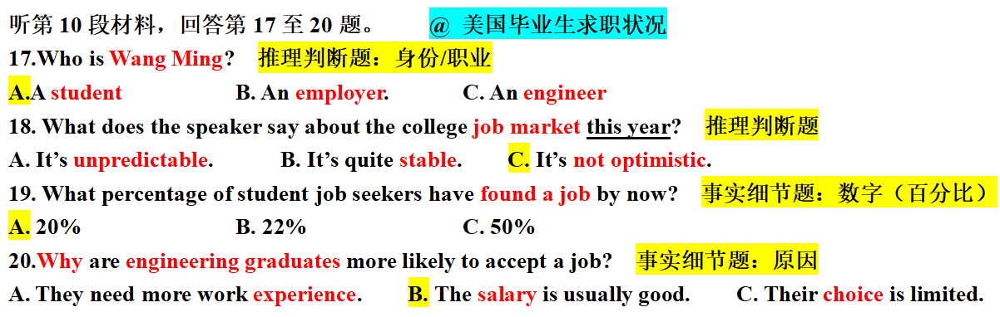 听第 10 段材料，回答第 17 至 20 题。 @ 美国毕业生求职状况
17.Who is Wang Ming? 推理判断题：身份/职业
A.A student B. An employer. C. An engineer
18. What does the speaker say about the college job market this year? 推理判断题
A. It’s unpredictable. B. It’s quite stable. C. It’s not optimistic.
19. What percentage of student job seekers have found a job by now? 事实细节题：数字（百分比）
A. 20% B. 22% C. 50%
20.Why are engineering graduates more likely to accept a job? 事实细节题：原因
A. They need more work experience. B. The salary is usually good. C. Their choice is limited.